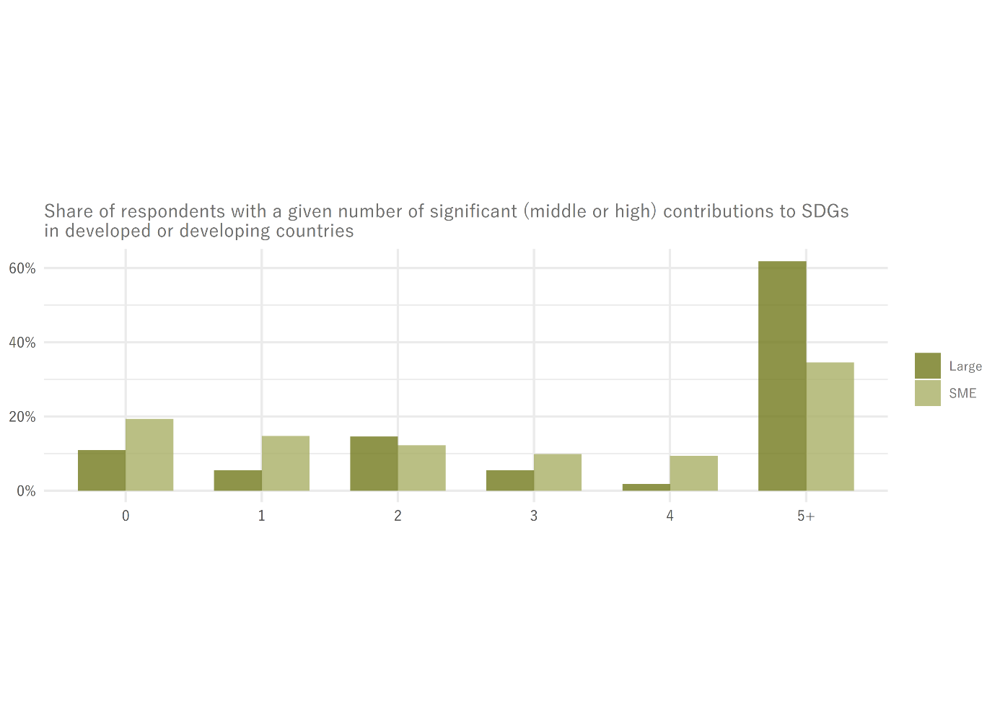 Share of respondents with a given number of significant (middle or high) contributions to SDGs
in developed or developing countries
60%
40%
20%
0%
0 1 2 3 4 5+
Large
SME